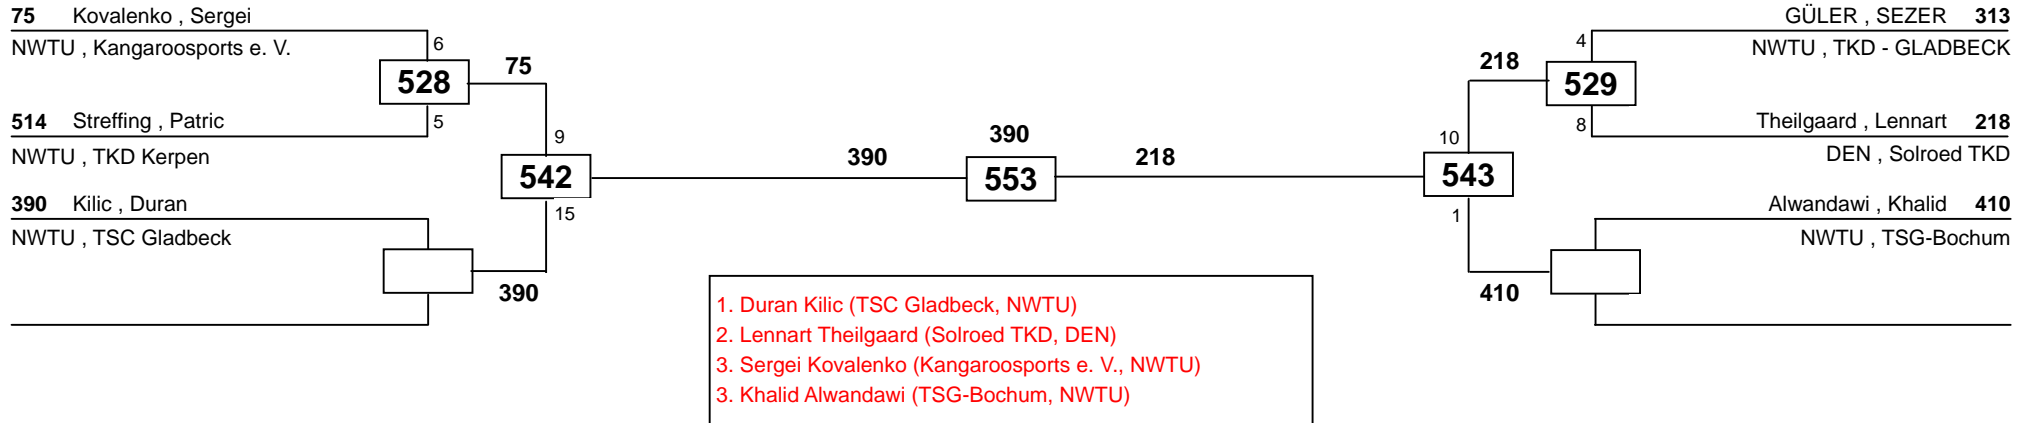 75 Kovalenko , Sergei
NWTU , Kangaroosports e. V.
6
528
75
514 Streffing , Patric
5
NWTU , TKD Kerpen
9
542
390
15
390 Kilic , Duran
NWTU , TSC Gladbeck
390
390
553
218
GÜLER , SEZER 313
4
NWTU , TKD - GLADBECK
218
529
Theilgaard , Lennart 218
8
DEN , Solroed TKD
10
543
1
Alwandawi , Khalid 410
NWTU , TSG-Bochum
410
1. Duran Kilic (TSC Gladbeck, NWTU)
2. Lennart Theilgaard (Solroed TKD, DEN)
3. Sergei Kovalenko (Kangaroosports e. V., NWTU)
3. Khalid Alwandawi (TSG-Bochum, NWTU)